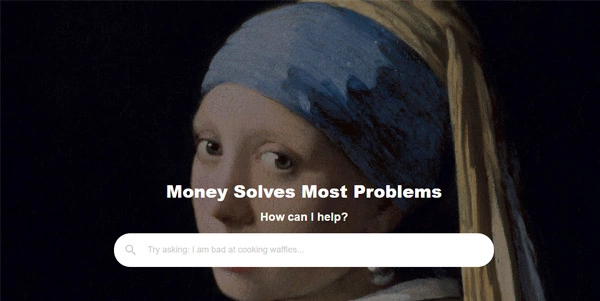 Money Solves Most Problems
How can I help?
Try asking: I am bad at cooking waffles...